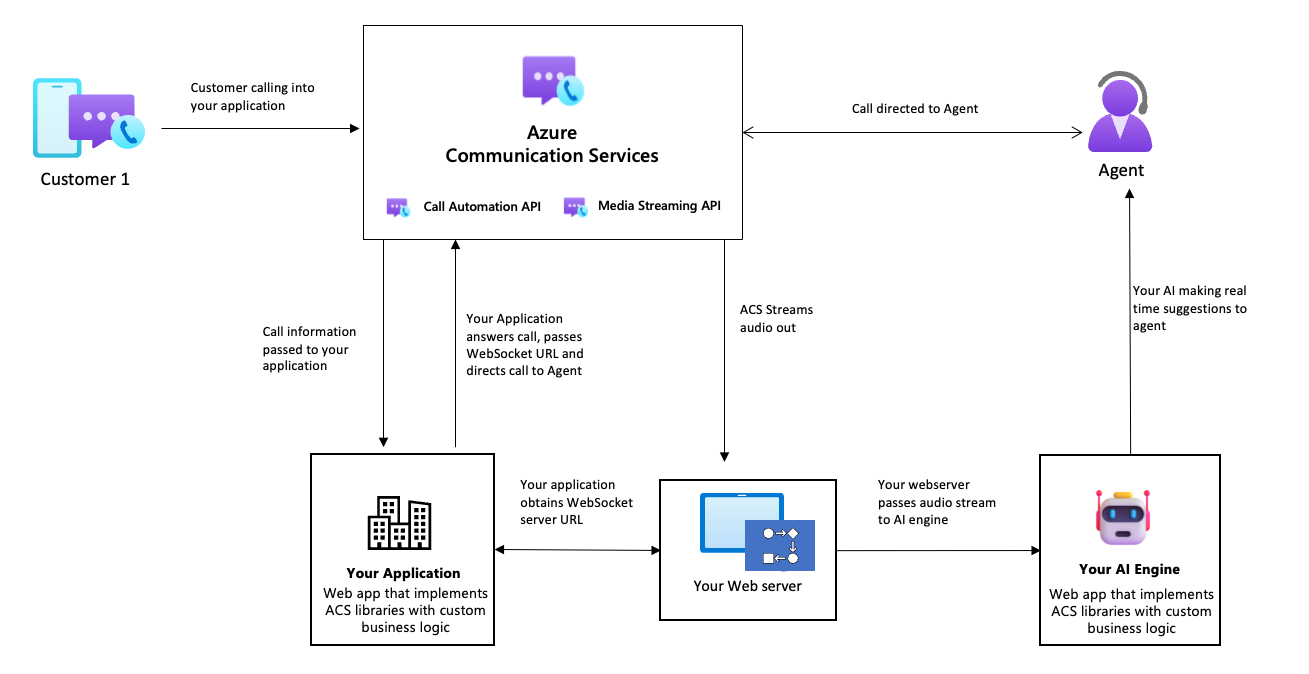 Customer calling into
your application
Customer 1
Azure
Communication Services
Call Automation API
Media Streaming API
Call directed to Agent
Agent
Call information
passed to your
application
Your Application
answers call, passes
WebSocket URL and
directs call to Agent
ACS Streams
audio out
Your AI making real
time suggestions to
agent
Your application
obtains WebSocket
server URL
Your webserver
passes audio stream
to AI engine
Your Application
Web app that implements
ACS libraries with custom
business logic
Your Web server
Your AI Engine
Web app that implements
ACS libraries with custom
business logic